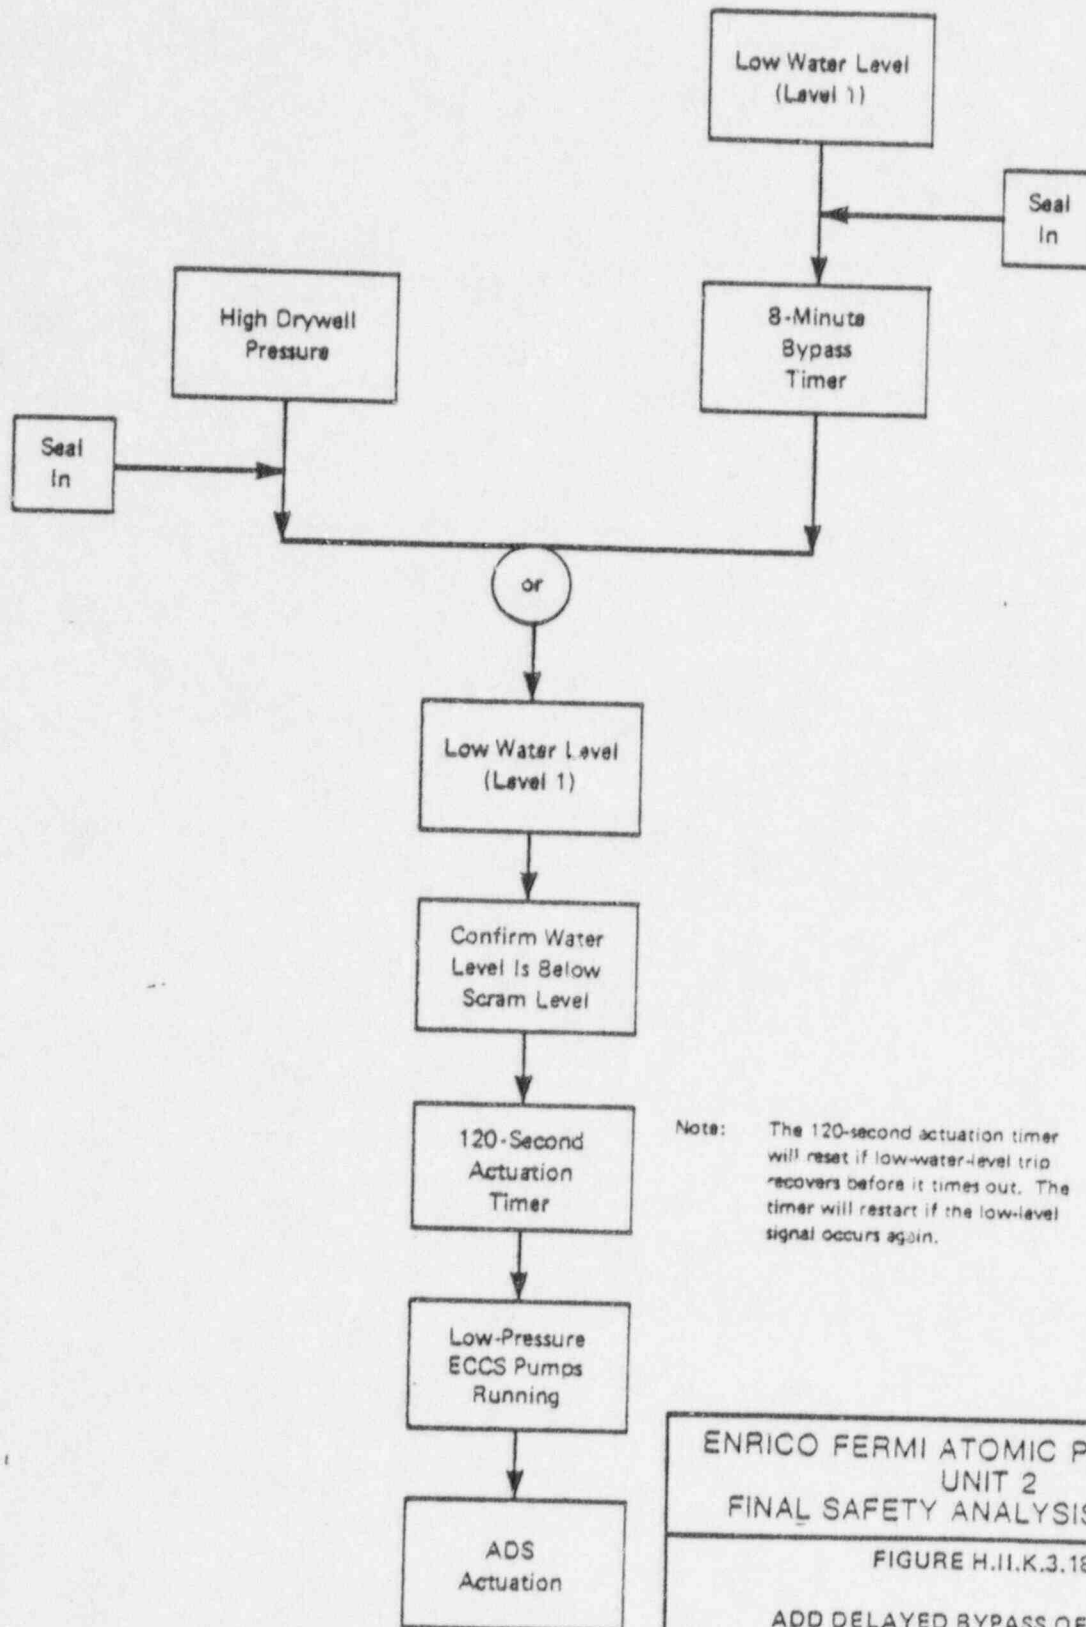 Low Water Level
(Level 1)
Seal
In
High Drywell
Pressure
8-Minute
Bypass
Timer
Seal
In
or
Low Water Level
(Level 1)
Confirm Water
Level Is Below
Scram Level
120-Second
Actuation
Timer
Note: The 120-second actuation timer
will reset if low-water-level trip
recovers before it times out. The
timer will restart if the low-level
signal occurs again.
Low-Pressure
ECCS Pumps
Running
ADS
Actuation
ENRICO FERMI ATOMIC P
UNIT 2
FINAL SAFETY ANALYSIS
FIGURE H.II.K.3.18
ADD DELAYED BYPASS OF